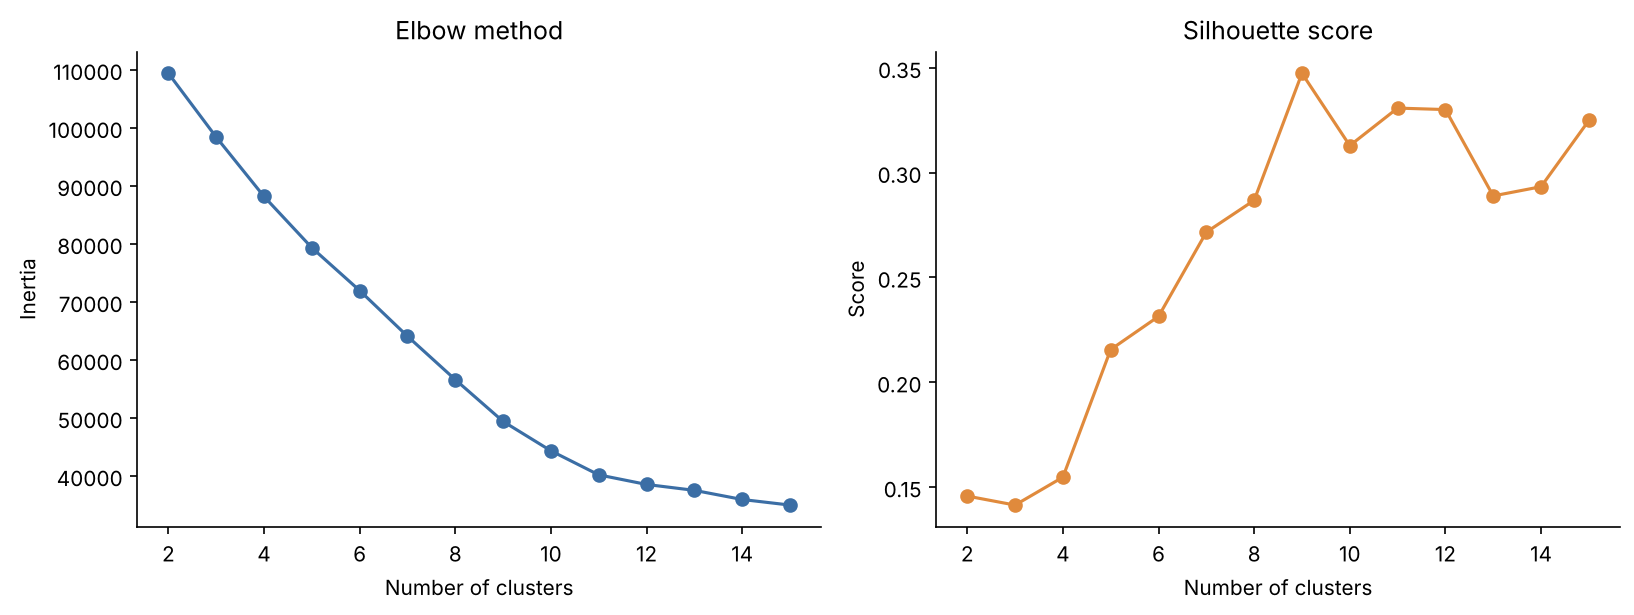 Elbow method
110000
100000
90000
80000
70000
60000
50000
40000
Inertia
2 4 6 8 10 12 14
Number of clusters
Silhouette score
0.35
0.30
0.25
0.20
0.15
Score
2 4 6 8 10 12 14
Number of clusters